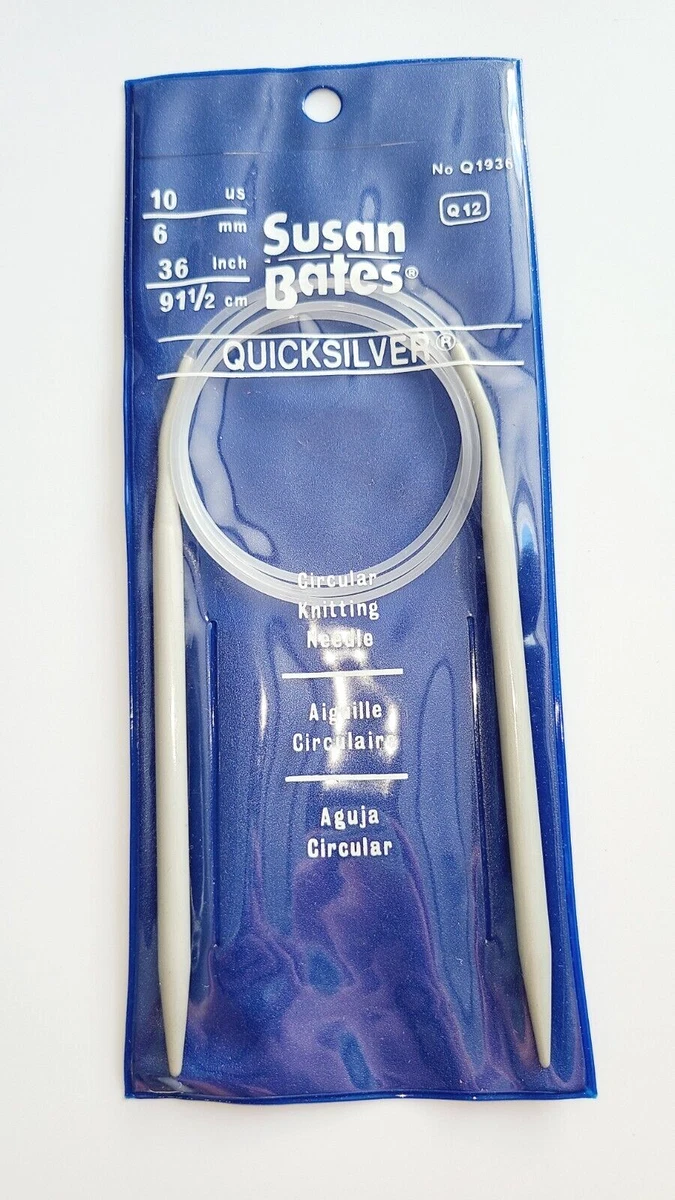 No Q1936
Q12
10 us
6 mm
36 Inch
91½ cm
Susan
Bates®
QUICKSILVER®
Circular
Knitting
Needle
Aiguille
Circulaire
Aguja
Circular